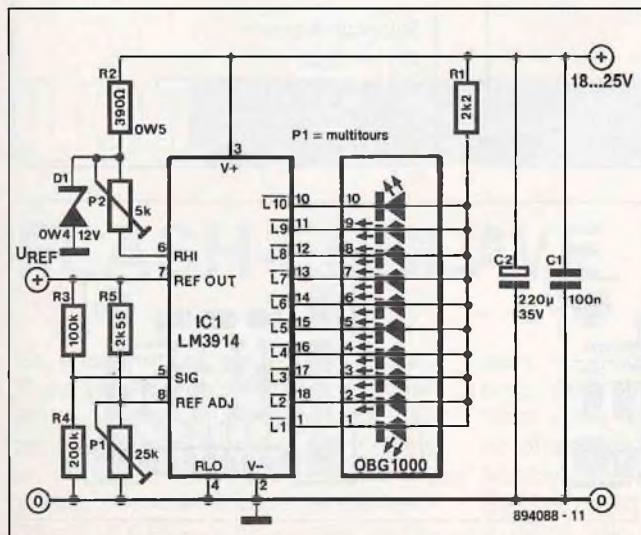 R2
390Ω
0W5
R1
2k2
18...25V
P1 = multitours
D1
P2
5k
0W4 12V
UREF
3
V+
6
RHI
7
REF OUT
R3
100k
R5
2k55
IC1
LM3914
5
SIG
8
REF ADJ
R4
200k
P1
25k
RLO
4
V–
2
L10 10
L9 11
L8 12
L7 13
L6 14
L5 15
L4 16
L3 17
L2 18
L1 1
10
9
8
7
6
5
4
3
2
1
OBG1000
C2
220µ
35V
C1
100n
0
0
894088 - 11